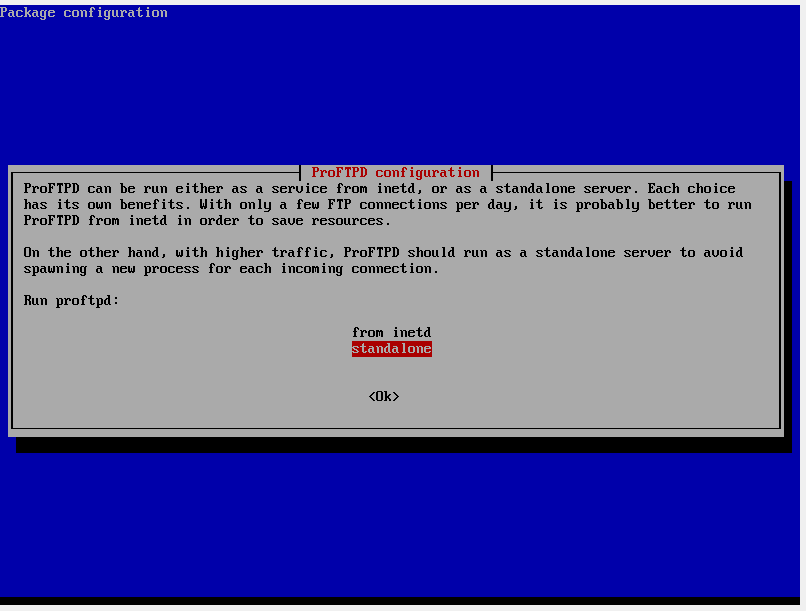 Package configuration
ProFTPD configuration
ProFTPD can be run either as a service from inetd, or as a standalone server. Each choice
has its own benefits. With only a few FTP connections per day, it is probably better to run
ProFTPD from inetd in order to save resources.
On the other hand, with higher traffic, ProFTPD should run as a standalone server to avoid
spawning a new process for each incoming connection.
Run proftpd:
from inetd
standalone
<Ok>